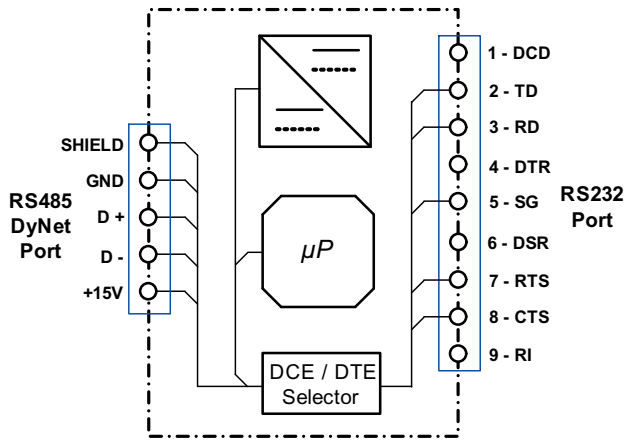 1 - DCD
2 - TD
3 - RD
4 - DTR
5 - SG
6 - DSR
7 - RTS
8 - CTS
9 - RI
RS232
Port
SHIELD
GND
D +
D -
+15V
RS485
DyNet
Port
µP
DCE / DTE
Selector